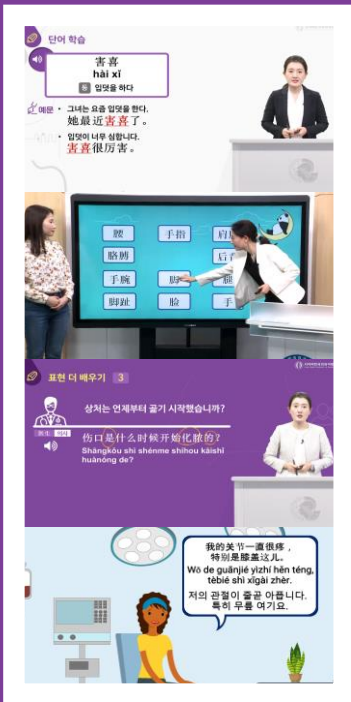 단어 학습
害喜
hài xǐ
동 입덧을 하다
예문 • 그녀는 요즘 입덧을 한다.
她最近害喜了。
• 입덧이 너무 심합니다.
害喜很厉害。
腰
手指
胳膊
手腕
脚
脚趾
脸
표현 더 배우기 3
상처는 언제부터 곪기 시작했습니까?
伤口是什么时候开始化脓的？
Shāngkǒu shì shénme shíhou kāishǐ
huànóng de?
我的关节一直很疼，
特别是膝盖这儿。
Wǒ de guānjié yìzhí hěn téng,
tèbié shì xīgài zhèr.
저의 관절이 줄곧 아픕니다.
특히 무릎 여기요.